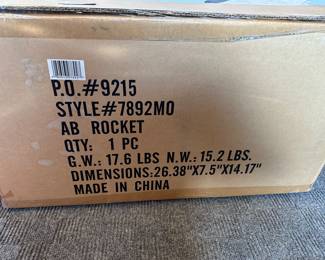 P.O.#9215
STYLE#7892MO
AB ROCKET
QTY: 1 PC
G.W.: 17.6 LBS N.W.: 15.2 LBS.
DIMENSIONS:26.38"X7.5"X14.17"
MADE IN CHINA